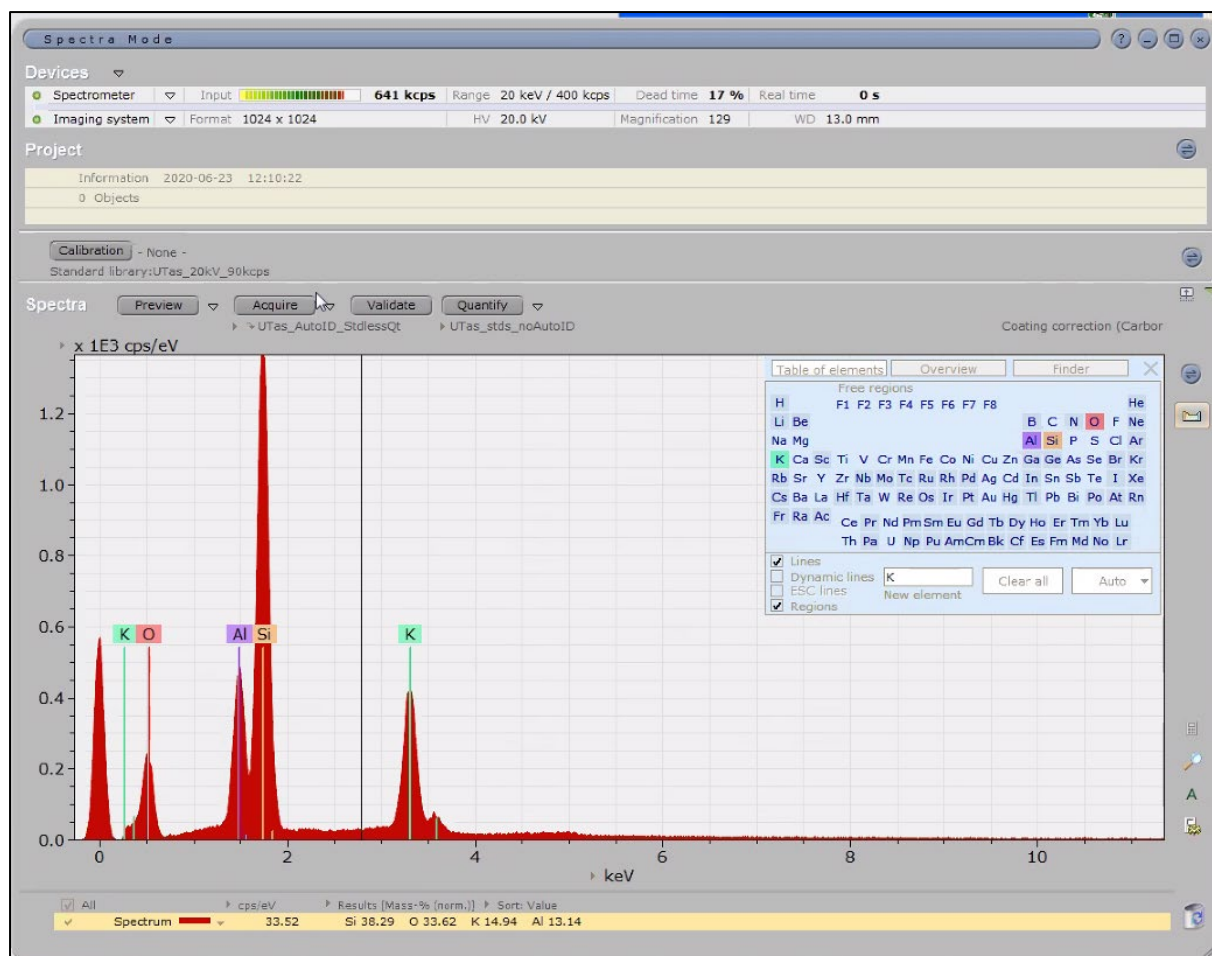 Spectra Mode
Devices
Spectrometer Input 641 kcps Range 20 keV / 400 kcps Dead time 17 % Real time 0 s
Imaging system Format 1024 x 1024 HV 20.0 kV Magnification 129 WD 13.0 mm
Project
Information 2020-06-23 12:10:22
0 Objects
Calibration - None -
Standard library:UTas_20kV_90kcps
Spectra Preview Acquire Validate Quantify
UTas_AutoID_StdlessQt UTas_stds_noAutoID Coating correction (Carbor
x 1E3 cps/eV
Table of elements Overview Finder
Free regions
H F1 F2 F3 F4 F5 F6 F7 F8 He
Li Be B C N O F Ne
Na Mg Al Si P S Cl Ar
K Ca Sc Ti V Cr Mn Fe Co Ni Cu Zn Ga Ge As Se Br Kr
Rb Sr Y Zr Nb Mo Tc Ru Rh Pd Ag Cd In Sn Sb Te I Xe
Cs Ba La Hf Ta W Re Os Ir Pt Au Hg Tl Pb Bi Po At Rn
Fr Ra Ac Ce Pr Nd Pm Sm Eu Gd Tb Dy Ho Er Tm Yb Lu
Th Pa U Np Pu Am Cm Bk Cf Es Fm Md No Lr
Lines
Dynamic lines K Clear all Auto
ESC lines New element
Regions
1.2
1.0
0.8
0.6
0.4
0.2
0.0
K O Al Si K
0 2 4 6 8 10
keV
A
All cps/eV Results [Mass-% (norm.)] Sort: Value
Spectrum 33.52 Si 38.29 O 33.62 K 14.94 Al 13.14